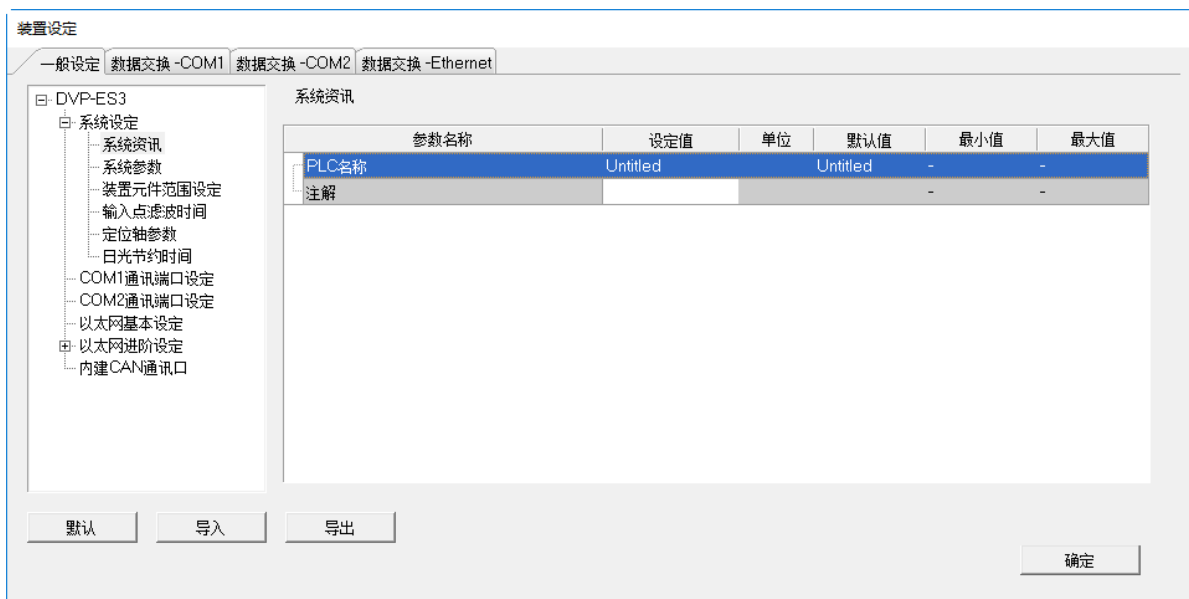 装置设定
一般设定 数据交换 -COM1 数据交换 -COM2 数据交换 -Ethernet
DVP-ES3
系统设定
系统资讯
系统参数
装置元件范围设定
输入点滤波时间
定位轴参数
日光节约时间
COM1通讯端口设定
COM2通讯端口设定
以太网基本设定
以太网进阶设定
内建CAN通讯口
系统资讯
参数名称 设定值 单位 默认值 最小值 最大值
PLC名称 Untitled Untitled - -
注解 - -
默认 导入 导出
确定